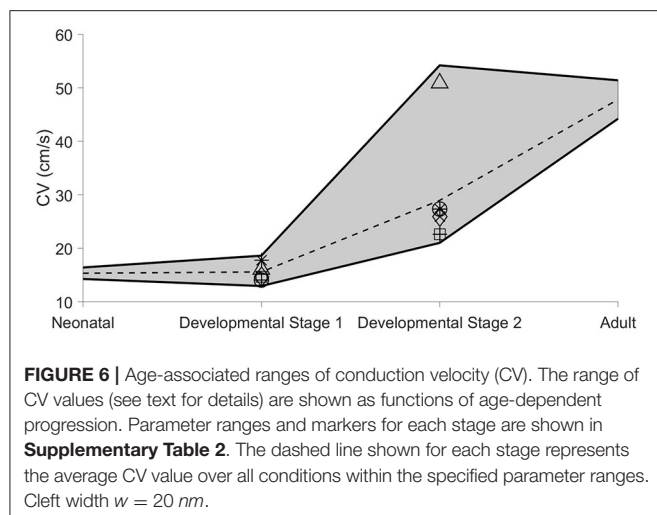 60
50
40
30
20
10
CV (cm/s)
Neonatal Developmental Stage 1 Developmental Stage 2 Adult
FIGURE 6 | Age-associated ranges of conduction velocity (CV). The range of
CV values (see text for details) are shown as functions of age-dependent
progression. Parameter ranges and markers for each stage are shown in
Supplementary Table 2. The dashed line shown for each stage represents
the average CV value over all conditions within the specified parameter ranges.
Cleft width w = 20 nm.